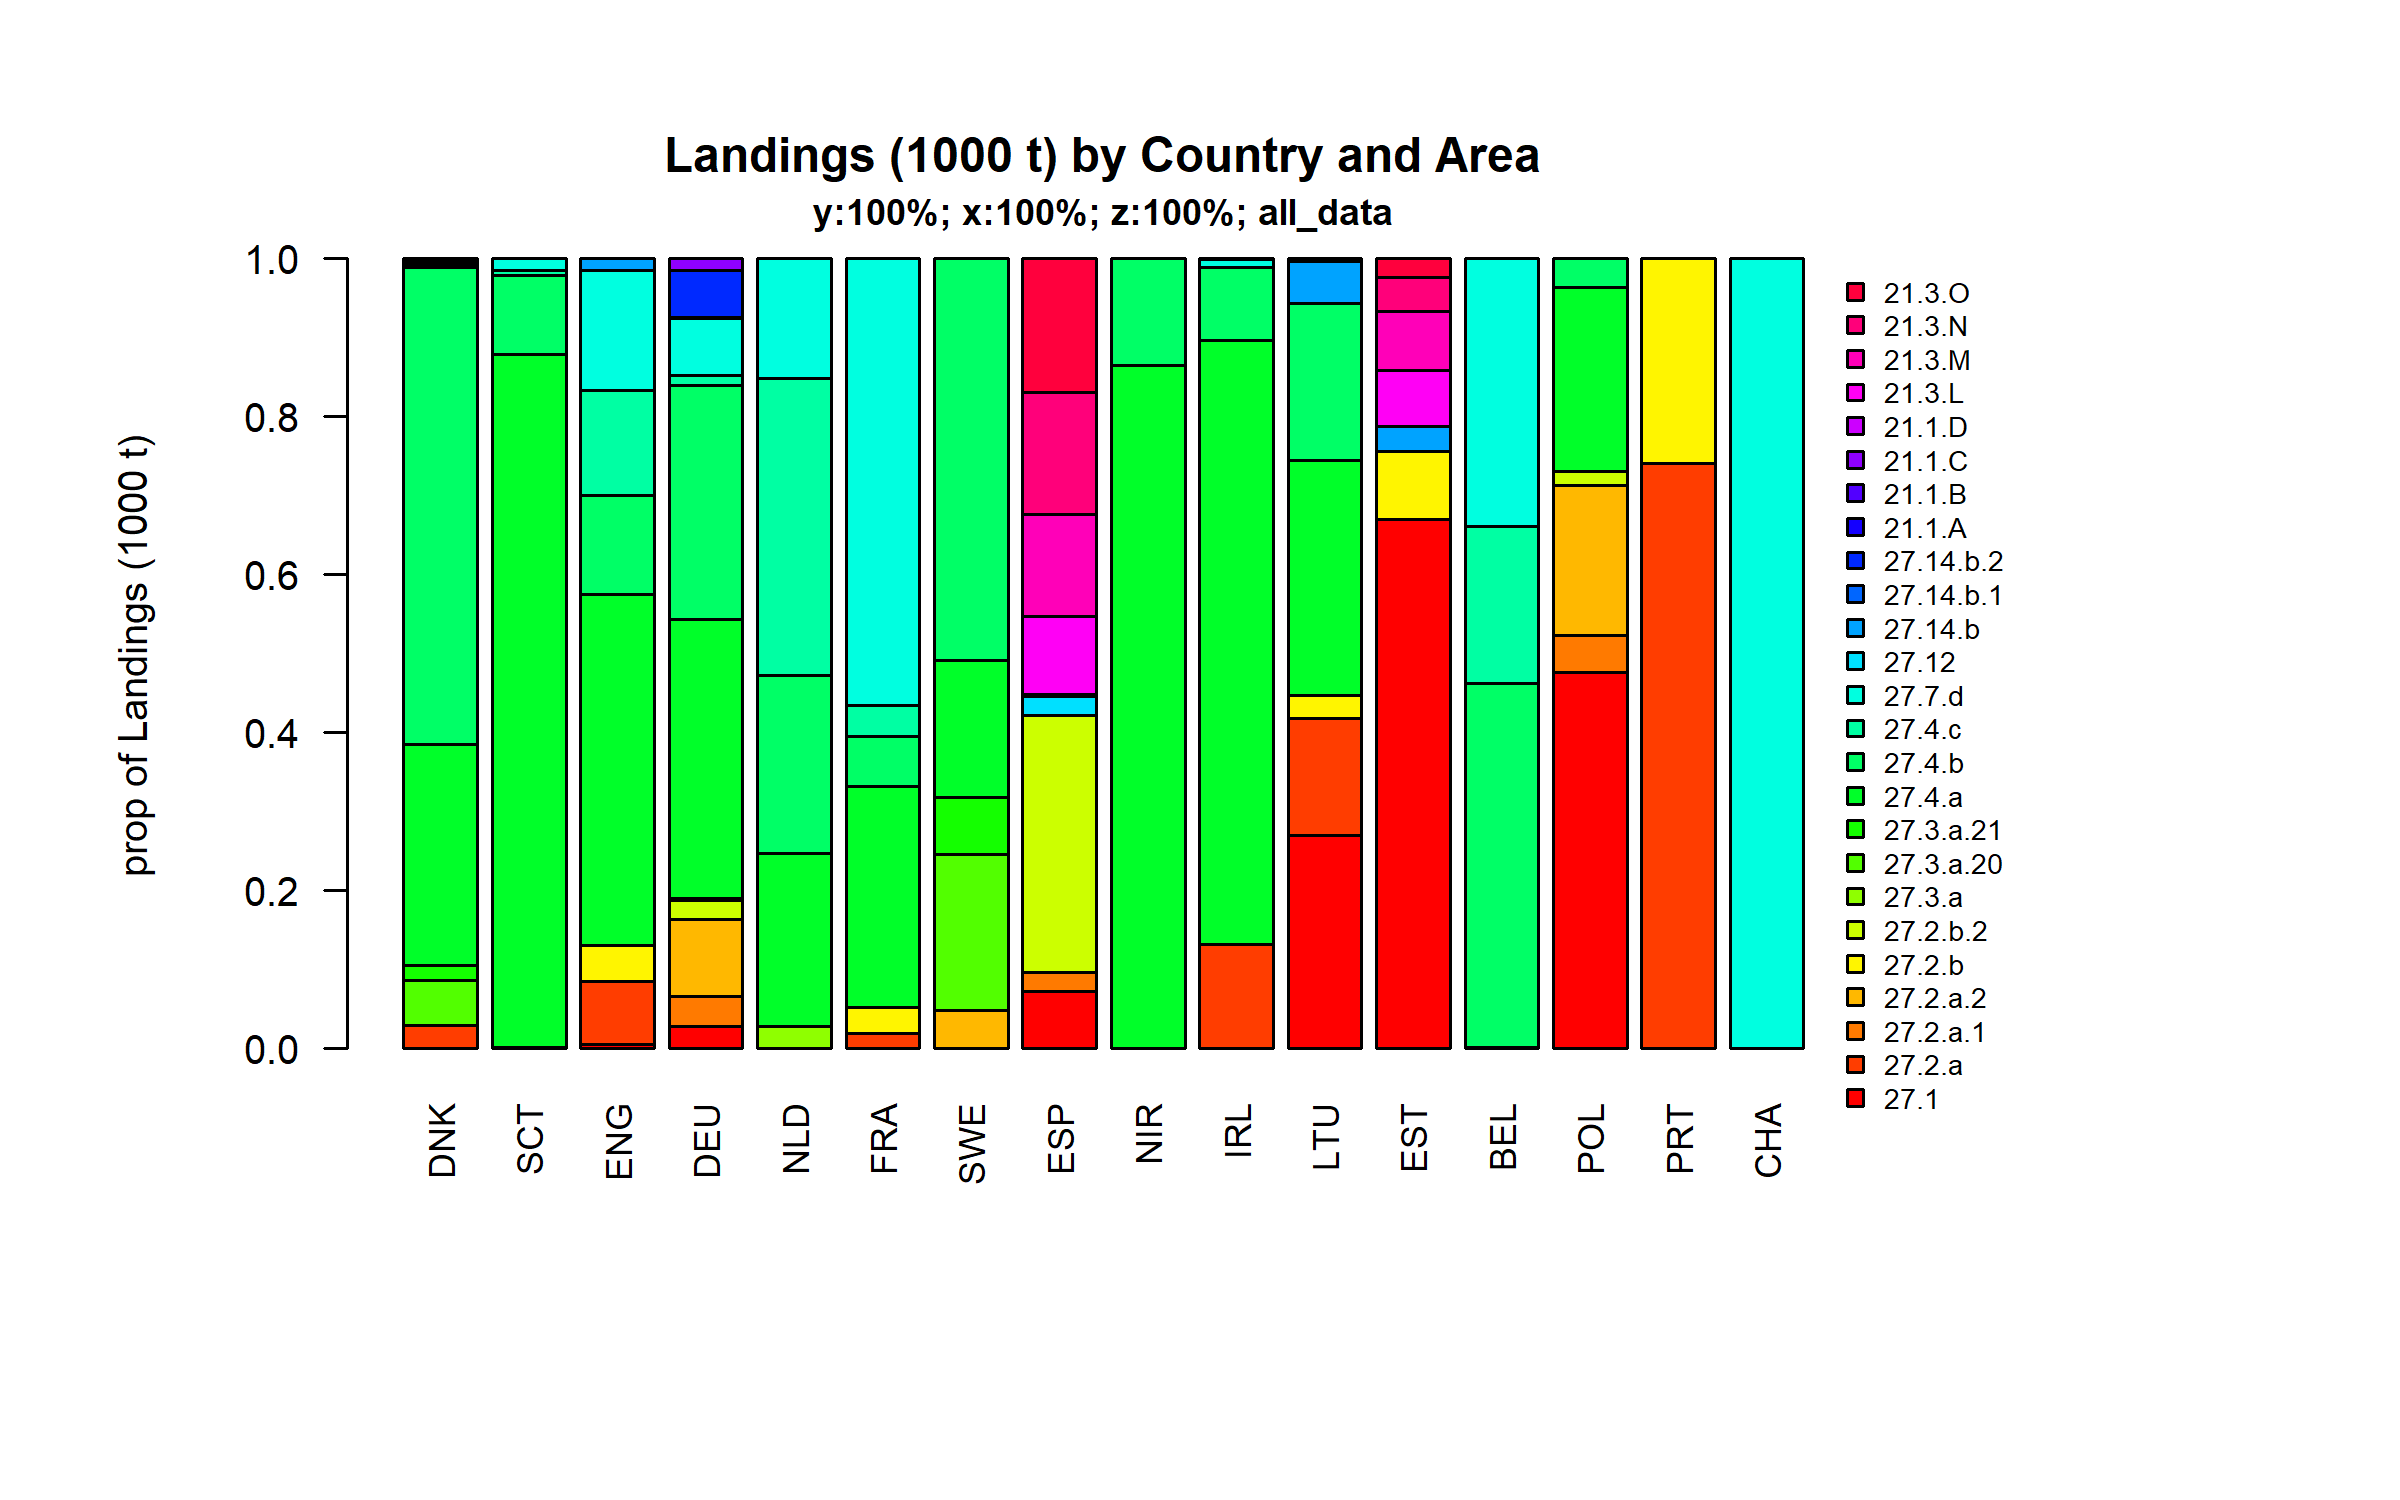 Landings (1000 t) by Country and Area
y:100%; x:100%; z:100%; all_data
prop of Landings (1000 t)
1.0
0.8
0.6
0.4
0.2
0.0
DNK
SCT
ENG
DEU
NLD
FRA
SWE
ESP
NIR
IRL
LTU
EST
BEL
POL
PRT
CHA
21.3.O
21.3.N
21.3.M
21.3.L
21.1.D
21.1.C
21.1.B
21.1.A
27.14.b.2
27.14.b.1
27.14.b
27.12
27.7.d
27.4.c
27.4.b
27.4.a
27.3.a.21
27.3.a.20
27.3.a
27.2.b.2
27.2.b
27.2.a.2
27.2.a.1
27.2.a
27.1